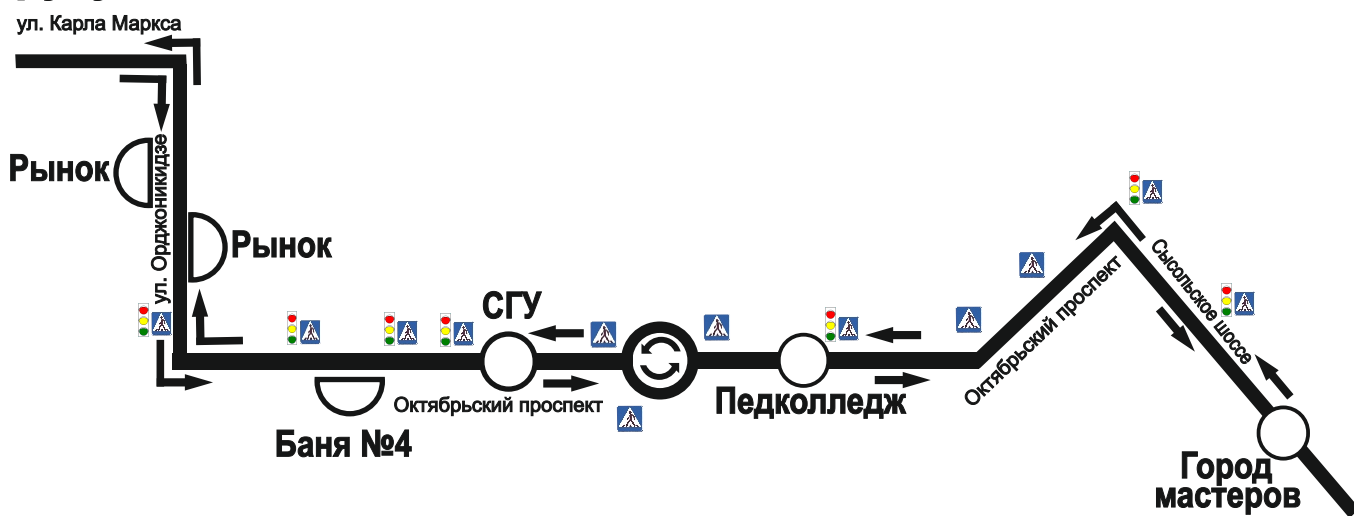 ул. Карла Маркса
Рынок
ул. Орджоникидзе
Рынок
СГУ
Баня №4
Октябрьский проспект
Педколледж
Октябрьский проспект
Сысольское шоссе
Город
мастеров